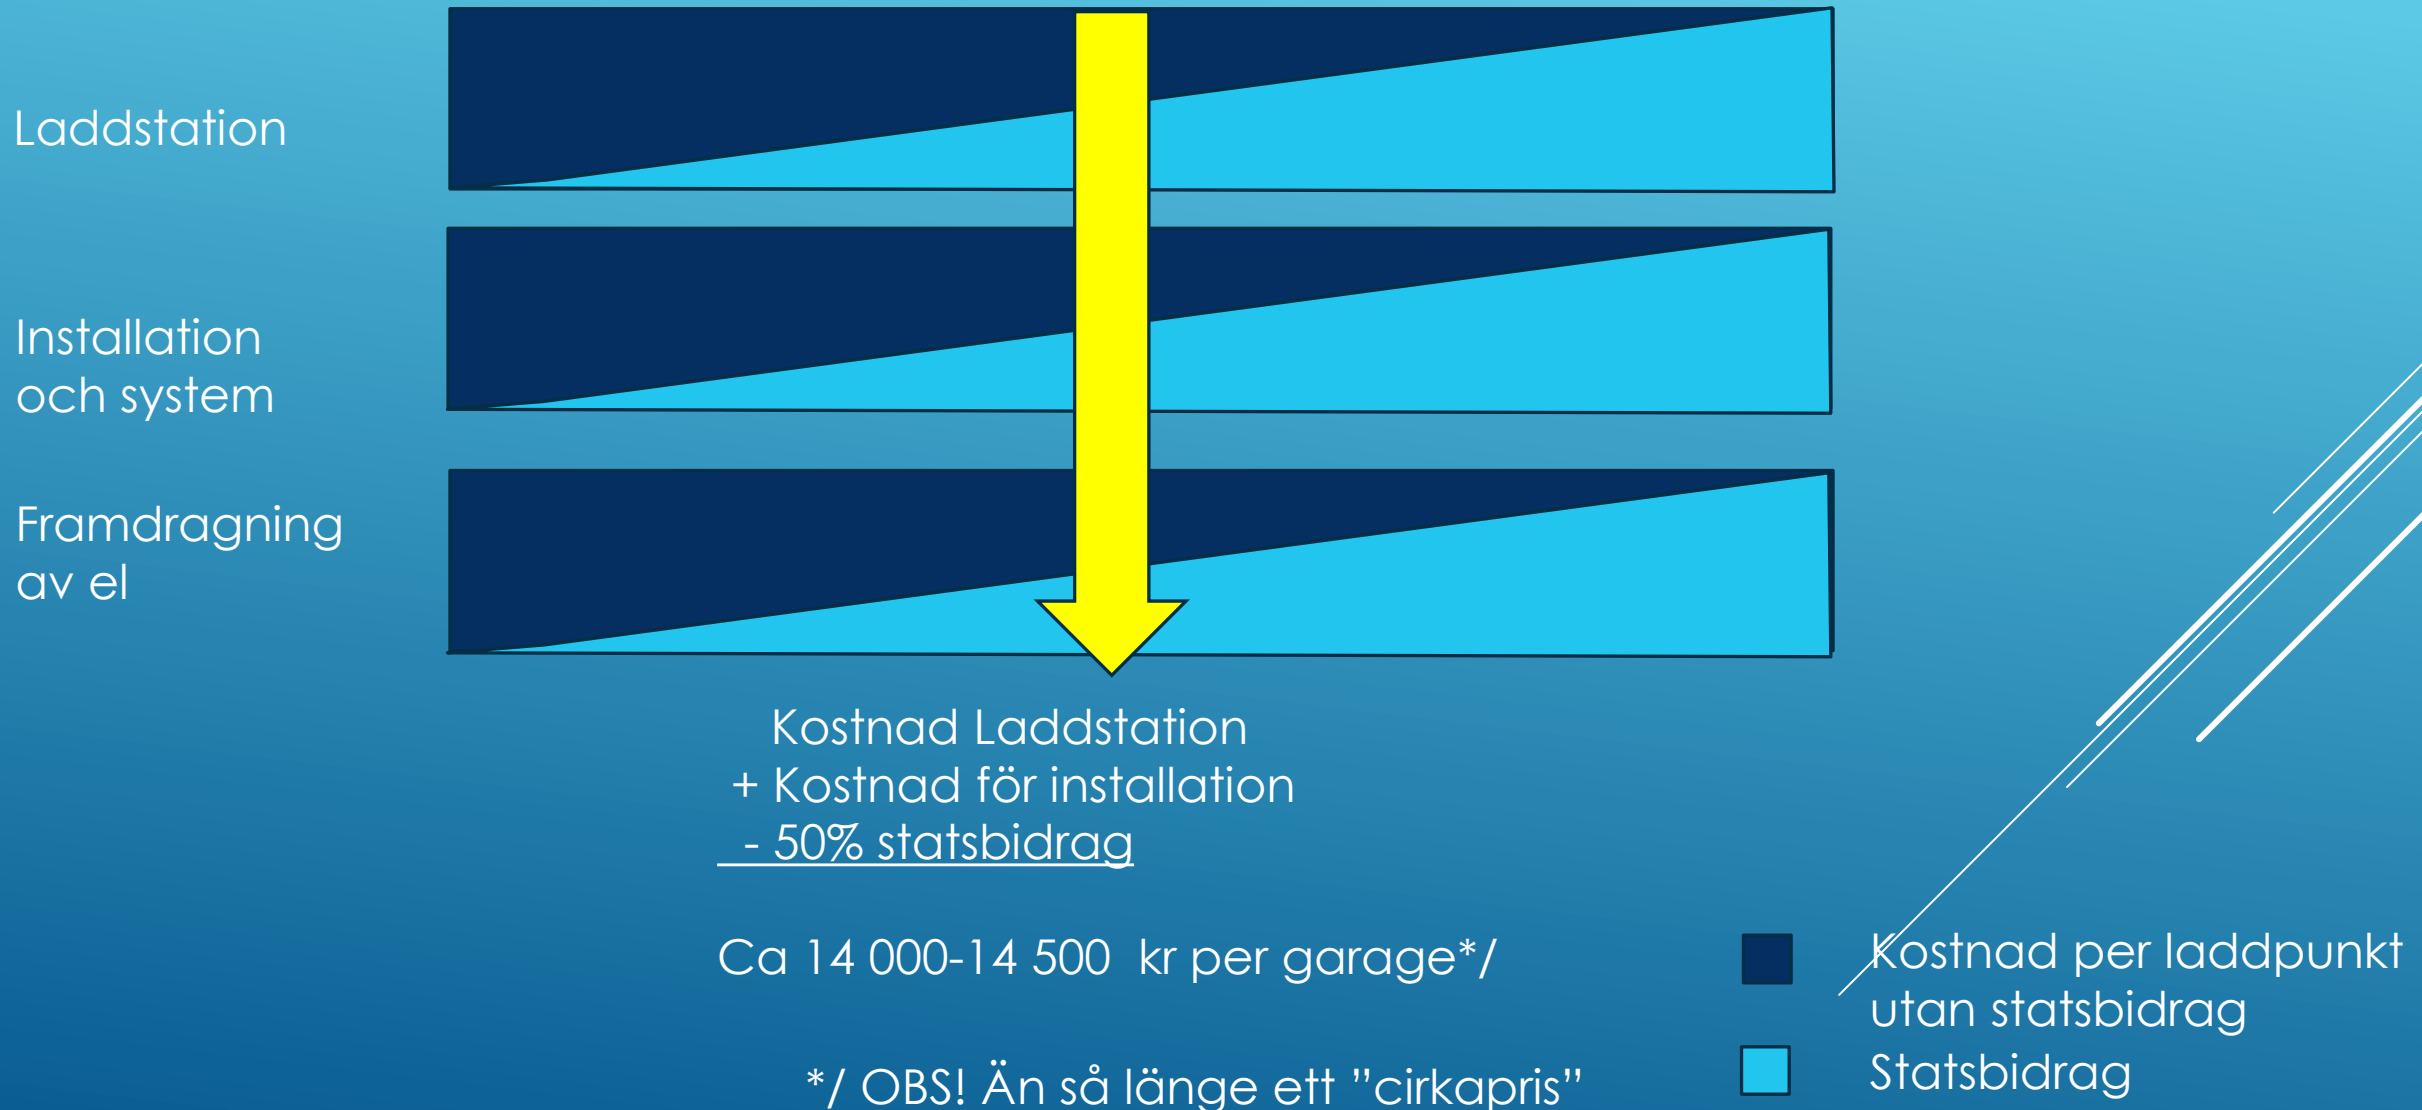 Laddstation
Installation
och system
Framdragning
av el
Kostnad Laddstation
+ Kostnad för installation
- 50% statsbidrag
Ca 14 000-14 500 kr per garage*/
*/ OBS! Än så länge ett ”cirkapris”
Kostnad per laddpunkt
utan statsbidrag
Statsbidrag